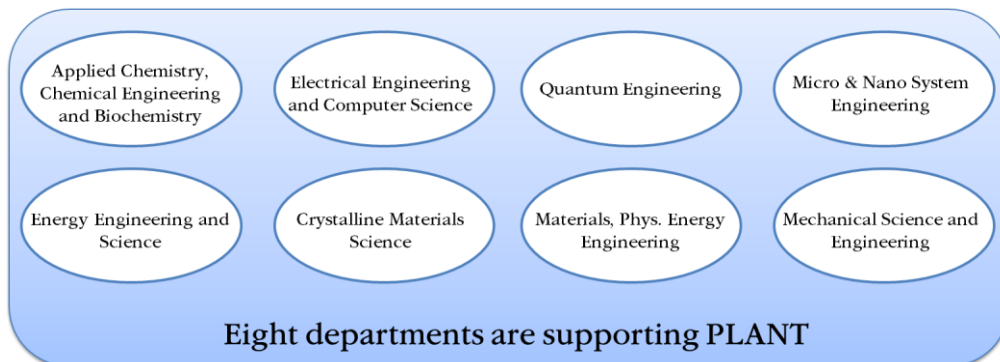 Applied Chemistry,
Chemical Engineering
and Biochemistry
Electrical Engineering
and Computer Science
Quantum Engineering
Micro & Nano System
Engineering
Energy Engineering and
Science
Crystalline Materials
Science
Materials, Phys. Energy
Engineering
Mechanical Science and
Engineering
Eight departments are supporting PLANT